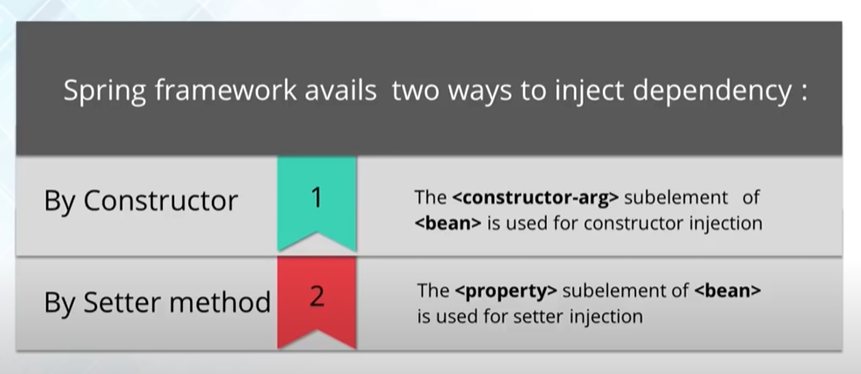 Spring framework avails two ways to inject dependency :
By Constructor
1
The <constructor-arg> subelement of
<bean> is used for constructor injection
By Setter method
2
The <property> subelement of <bean>
is used for setter injection